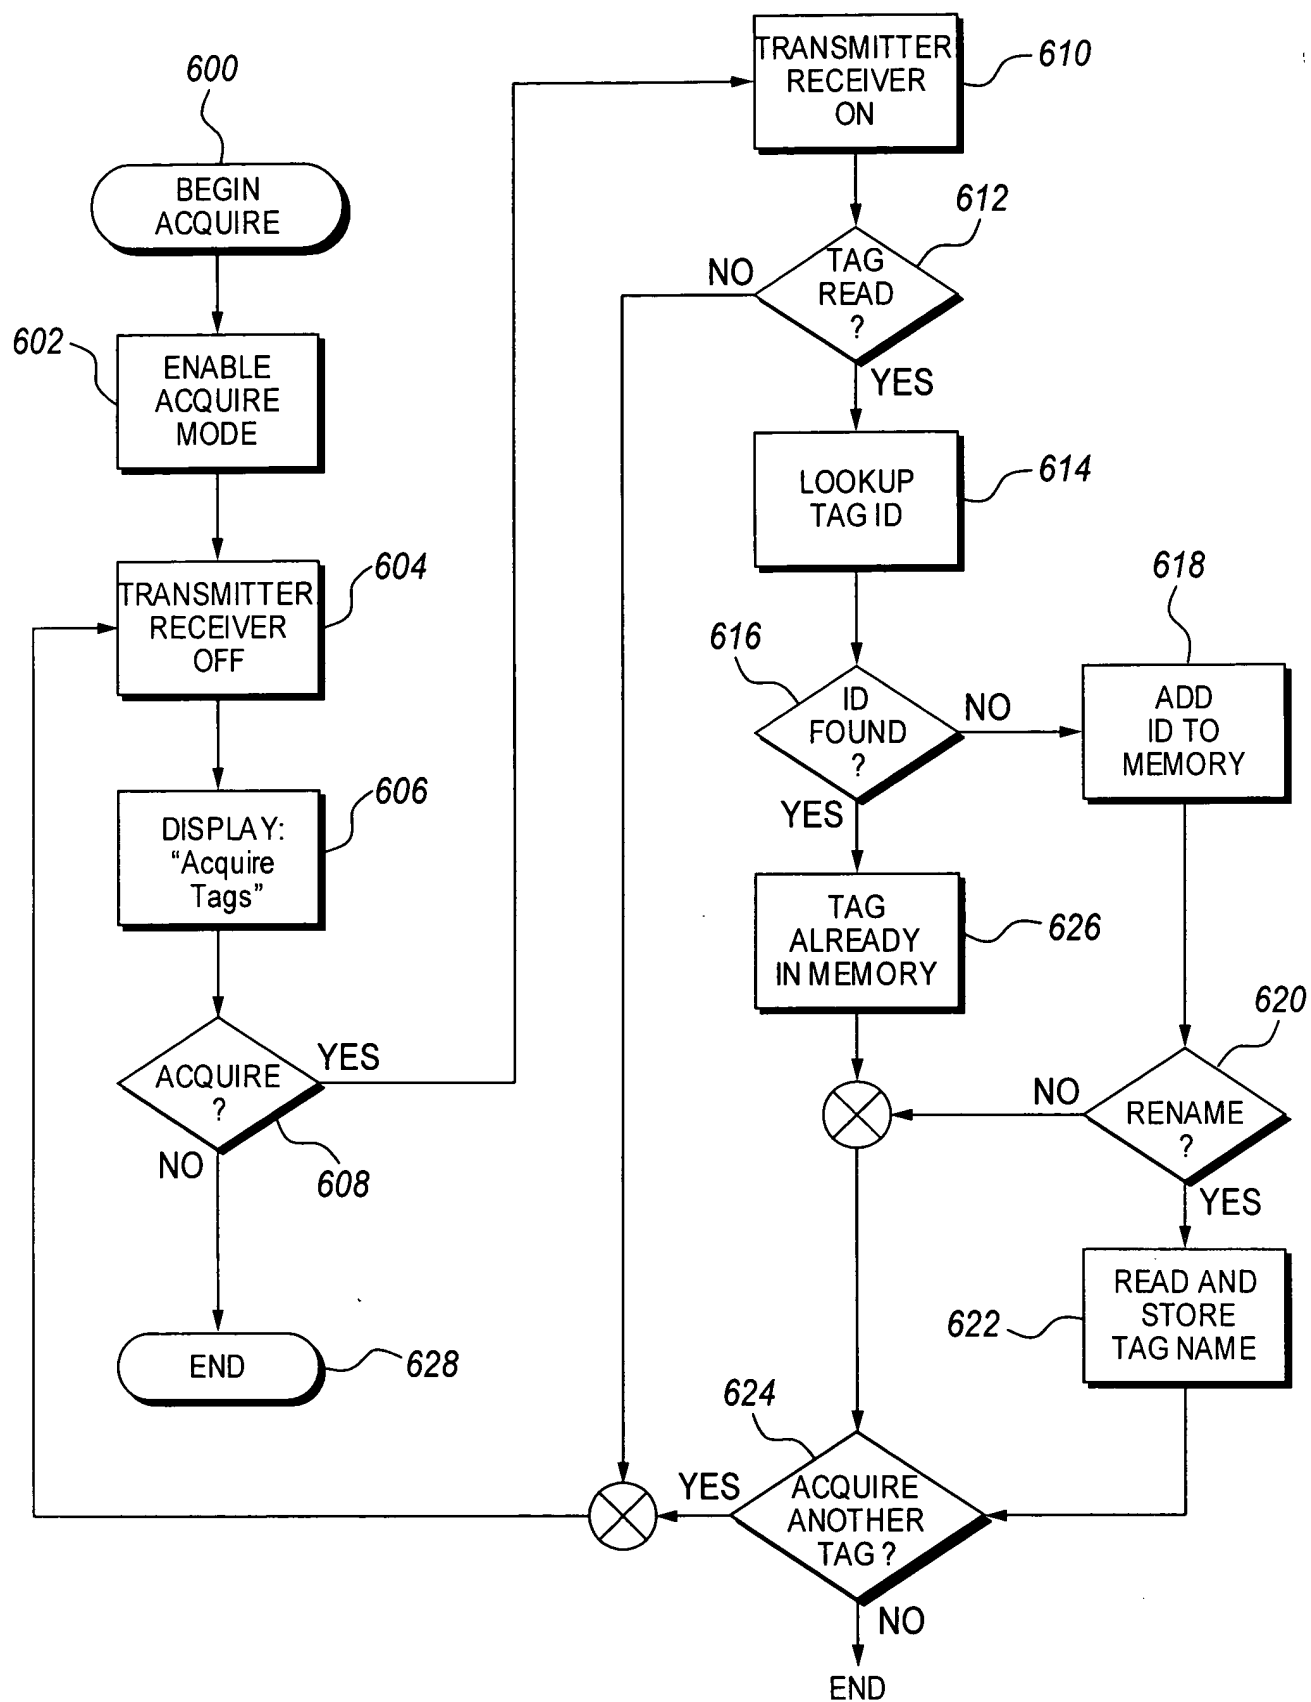 600
BEGIN
ACQUIRE
602
ENABLE
ACQUIRE
MODE
604
TRANSMITTER
RECEIVER
OFF
606
DISPLAY:
“Acquire
Tags”
ACQUIRE
?
YES
NO
608
END
628
TRANSMITTER
RECEIVER
ON
610
612
TAG
READ
?
NO
YES
LOOKUP
TAG ID
614
616
ID
FOUND
?
NO
YES
618
ADD
ID TO
MEMORY
TAG
ALREADY
IN MEMORY
626
620
RENAME
?
NO
YES
622
READ AND
STORE
TAG NAME
624
ACQUIRE
ANOTHER
TAG ?
YES
NO
END